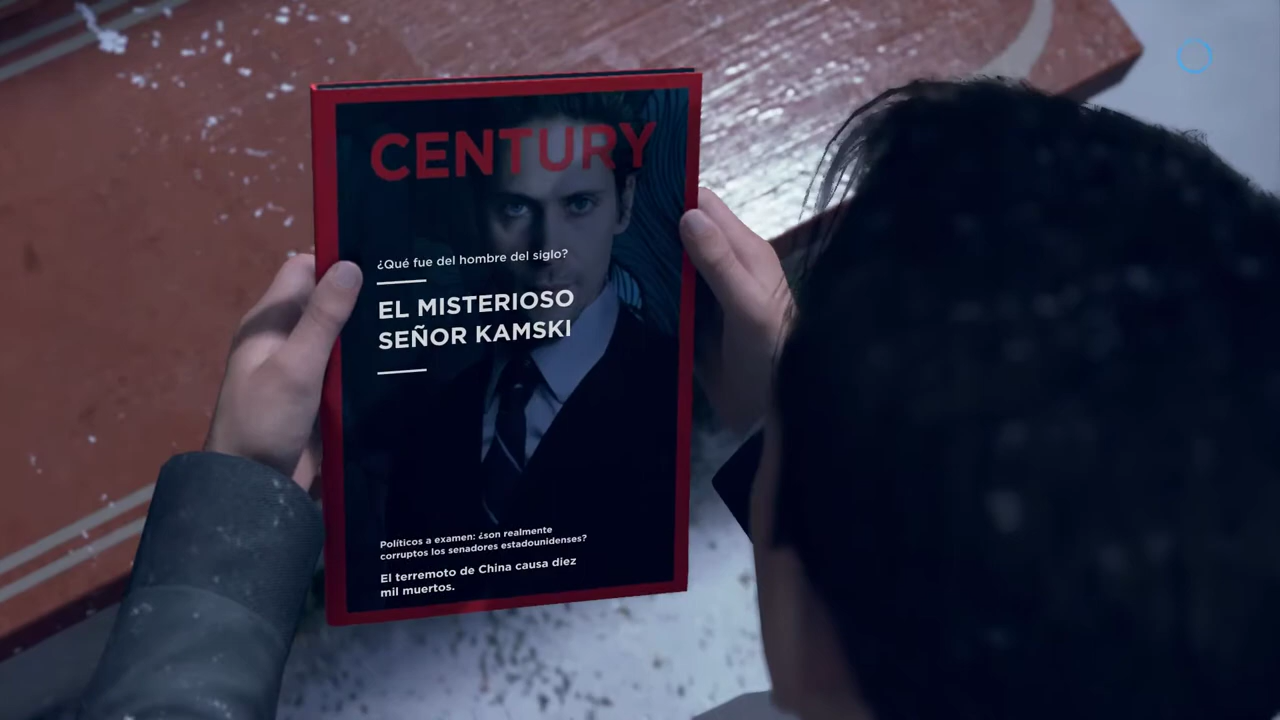 CENTURY
¿Qué fue del hombre del siglo?
EL MISTERIOSO
SEÑOR KAMSKI
Políticos a examen: ¿son realmente
corruptos los senadores estadounidenses?
El terremoto de China causa diez
mil muertos.